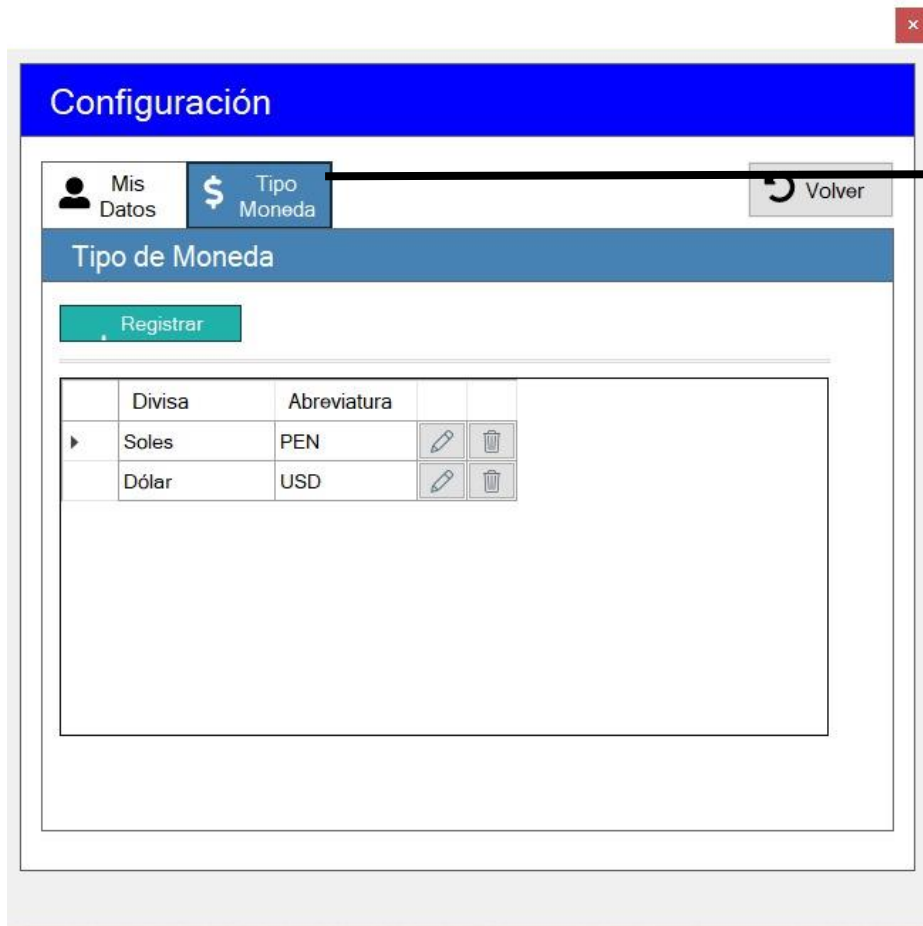 Configuración
Mis
Datos
$ Tipo
Moneda
Volver
Tipo de Moneda
Registrar
Divisa Abreviatura
Soles PEN
Dólar USD